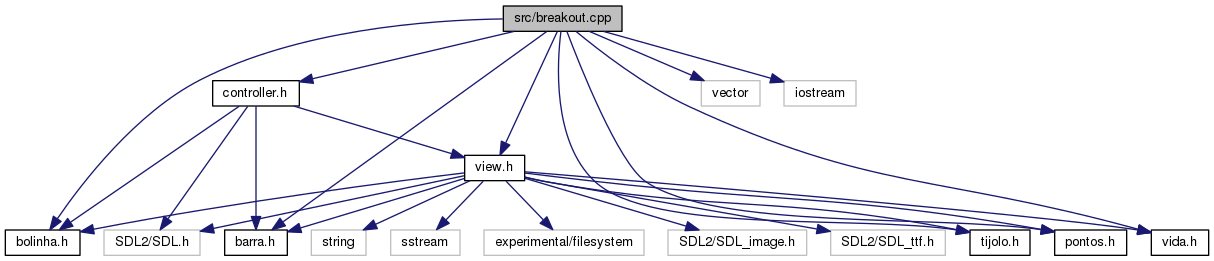 src/breakout.cpp
controller.h
vector
iostream
view.h
bolinha.h
SDL2/SDL.h
barra.h
string
sstream
experimental/filesystem
SDL2/SDL_image.h
SDL2/SDL_ttf.h
tijolo.h
pontos.h
vida.h